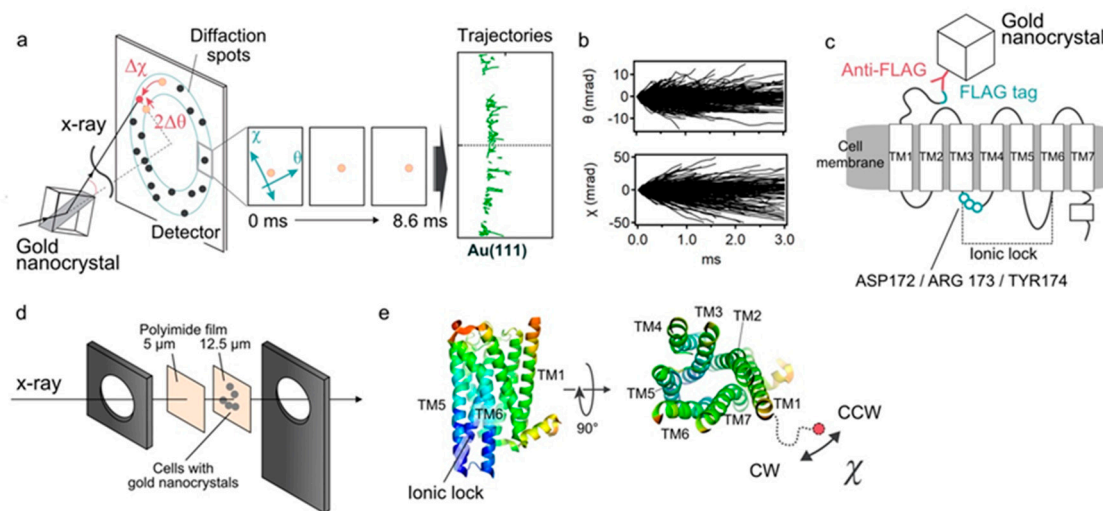 a
Diffraction
spots
Δχ
2Δθ
x-ray
Gold
nanocrystal
Detector
χ
θ
0 ms
8.6 ms
Trajectories
Au(111)
b
θ (mrad)
10
0
-10
χ (mrad)
50
0
-50
0.0 1.0 2.0 3.0
ms
c
Gold
nanocrystal
Anti-FLAG
FLAG tag
Cell
membrane
TM1 TM2 TM3 TM4 TM5 TM6 TM7
Ionic lock
ASP172 / ARG 173 / TYR174
d
Polyimide film
5 μm 12.5 μm
x-ray
Cells with
gold nanocrystals
e
TM5
TM6
TM1
Ionic lock
90°
TM2
TM3
TM4
TM5
TM1
TM7
TM6
CCW
CW
χ